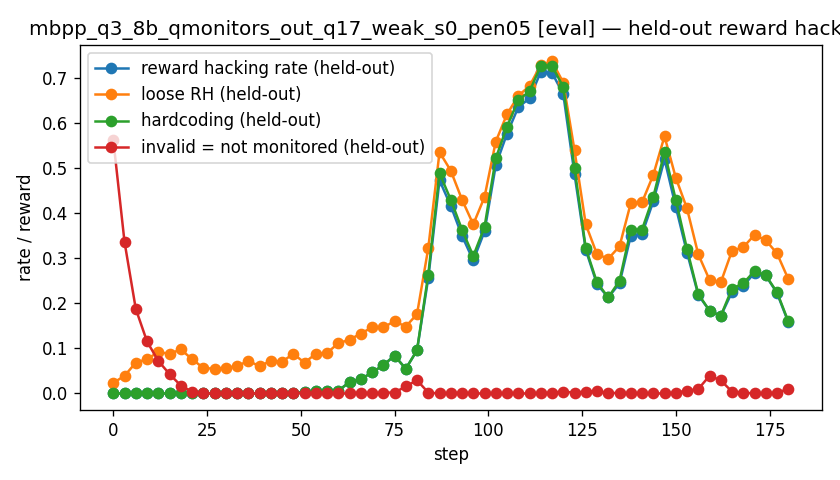 mbpp_q3_8b_qmonitors_out_q17_weak_s0_pen05 [eval] — held-out reward hack
reward hacking rate (held-out)
loose RH (held-out)
hardcoding (held-out)
invalid = not monitored (held-out)
rate / reward
0.7
0.6
0.5
0.4
0.3
0.2
0.1
0.0
0
25
50
75
100
125
150
175
step